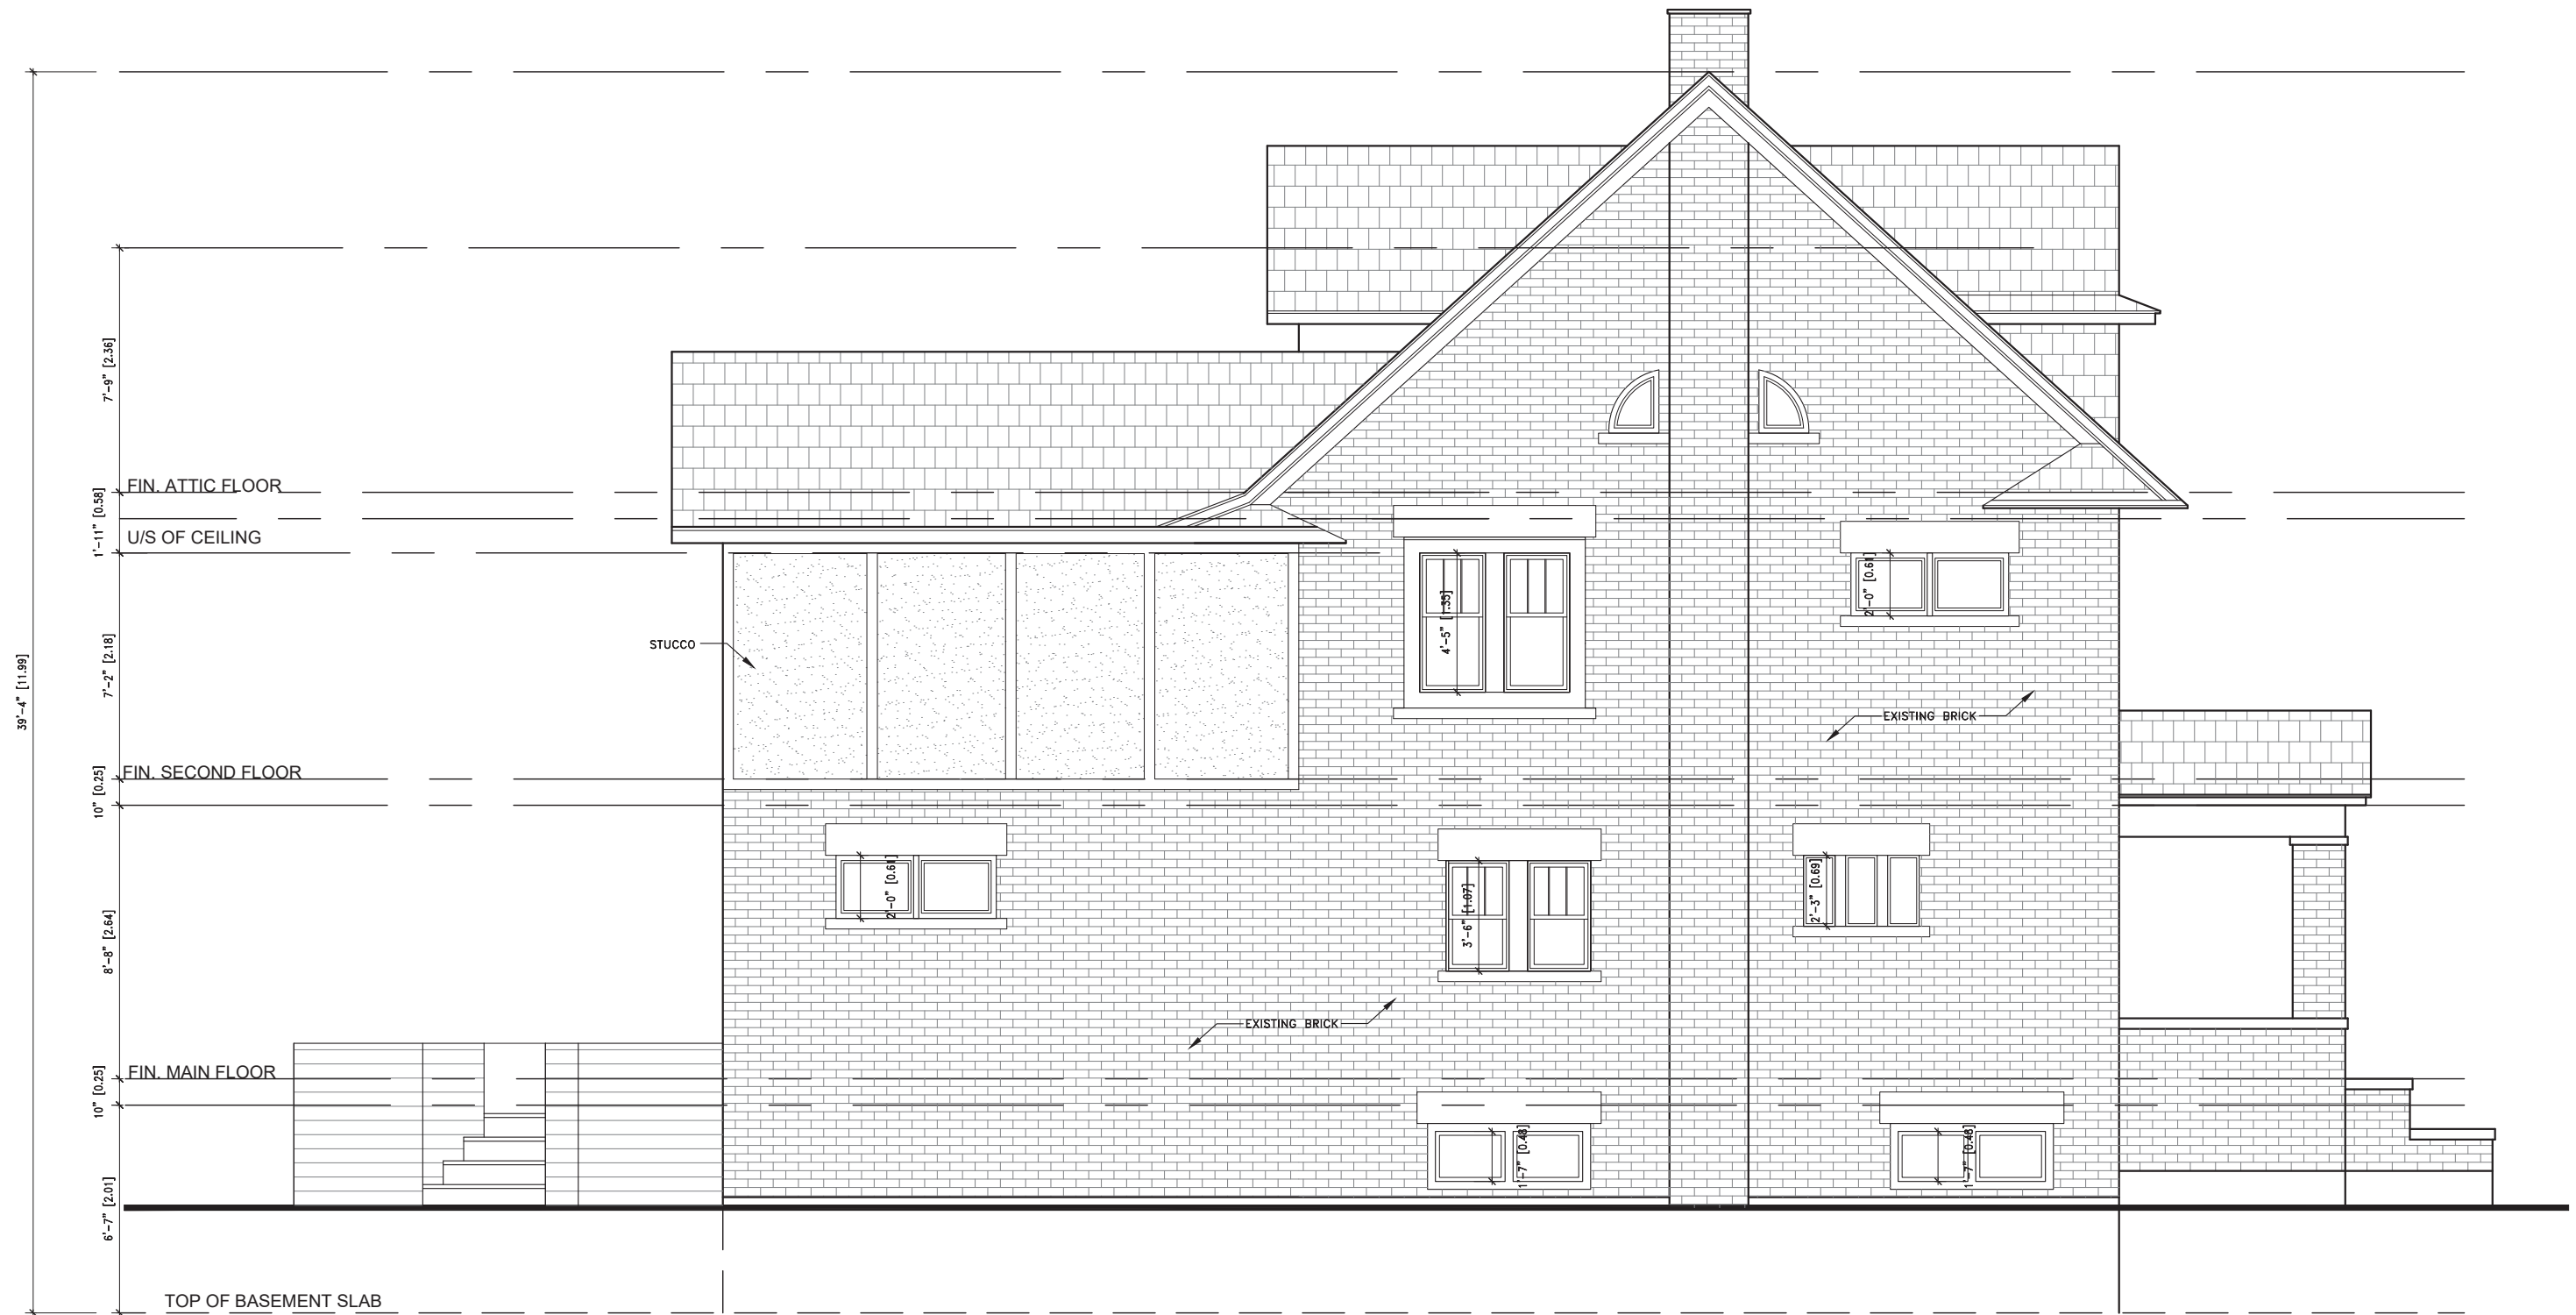 39'-4" [11.99]
7'-9" [2.36]
FIN. ATTIC FLOOR
1'-11" [0.58]
U/S OF CEILING
7'-2" [2.18]
STUCCO
4'-5" [1.35]
2'-0" [0.61]
EXISTING BRICK
FIN. SECOND FLOOR
10" [0.25]
8'-8" [2.64]
2'-0" [0.61]
3'-6" [1.07]
2'-3" [0.69]
EXISTING BRICK
FIN. MAIN FLOOR
10" [0.25]
1'-7" [0.48]
1'-7" [0.48]
6'-7" [2.01]
TOP OF BASEMENT SLAB